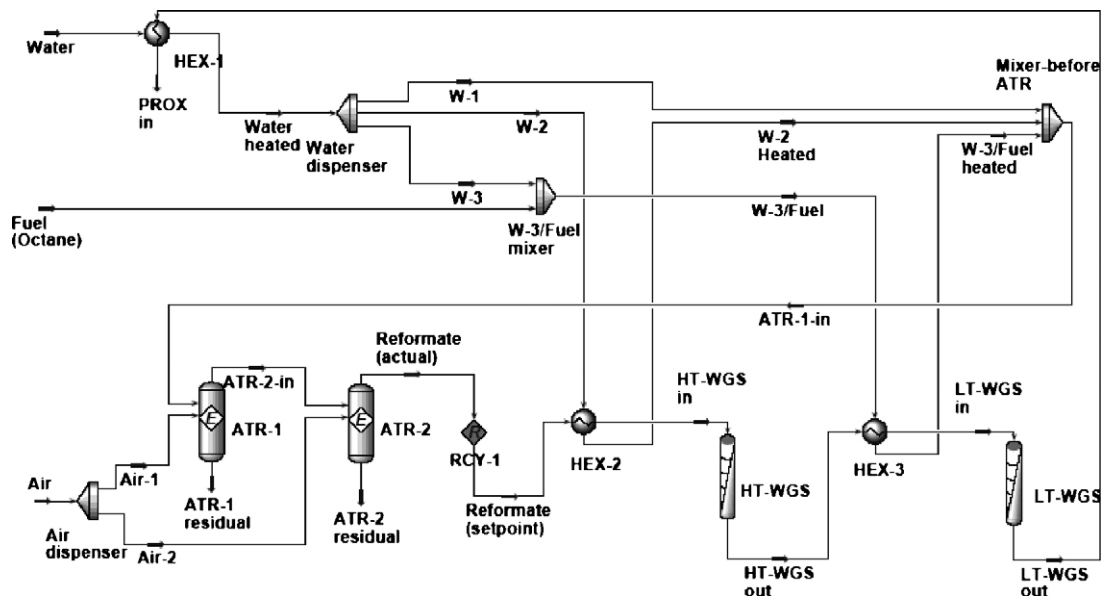 Water
HEX-1
PROX
in
Water
heated
Water
dispenser
W-1
W-2
W-3
Mixer-before
ATR
W-2
Heated
W-3/Fuel
heated
Fuel
(Octane)
W-3/Fuel
mixer
W-3/Fuel
ATR-1-in
Reformate
(actual)
ATR-2-in
E
ATR-1
E
ATR-2
R
RCY-1
HEX-2
HT-WGS
in
HT-WGS
HEX-3
LT-WGS
in
LT-WGS
Air
Air-1
Air
dispenser
Air-2
ATR-1
residual
ATR-2
residual
Reformate
(setpoint)
HT-WGS
out
LT-WGS
out